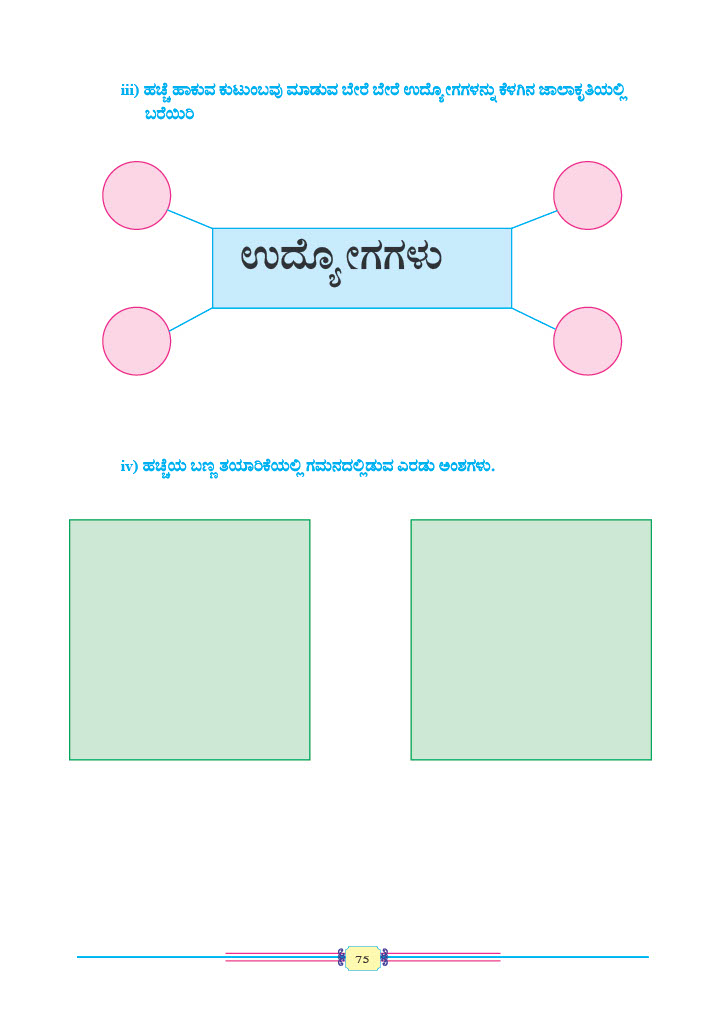 iii) ಹಚ್ಚೆ ಹಾಕುವ ಕುಟುಂಬವು ಮಾಡುವ ಬೇರೆ ಬೇರೆ ಉದ್ಯೋಗಗಳನ್ನು ಕೆಳಗಿನ ಜಾಲಾಕೃತಿಯಲ್ಲಿ
ಬರೆಯಿರಿ
ಉದ್ಯೋಗಗಳು
iv) ಹಚ್ಚೆಯ ಬಣ್ಣ ತಯಾರಿಕೆಯಲ್ಲಿ ಗಮನದಲ್ಲಿಡುವ ಎರಡು ಅಂಶಗಳು.
75